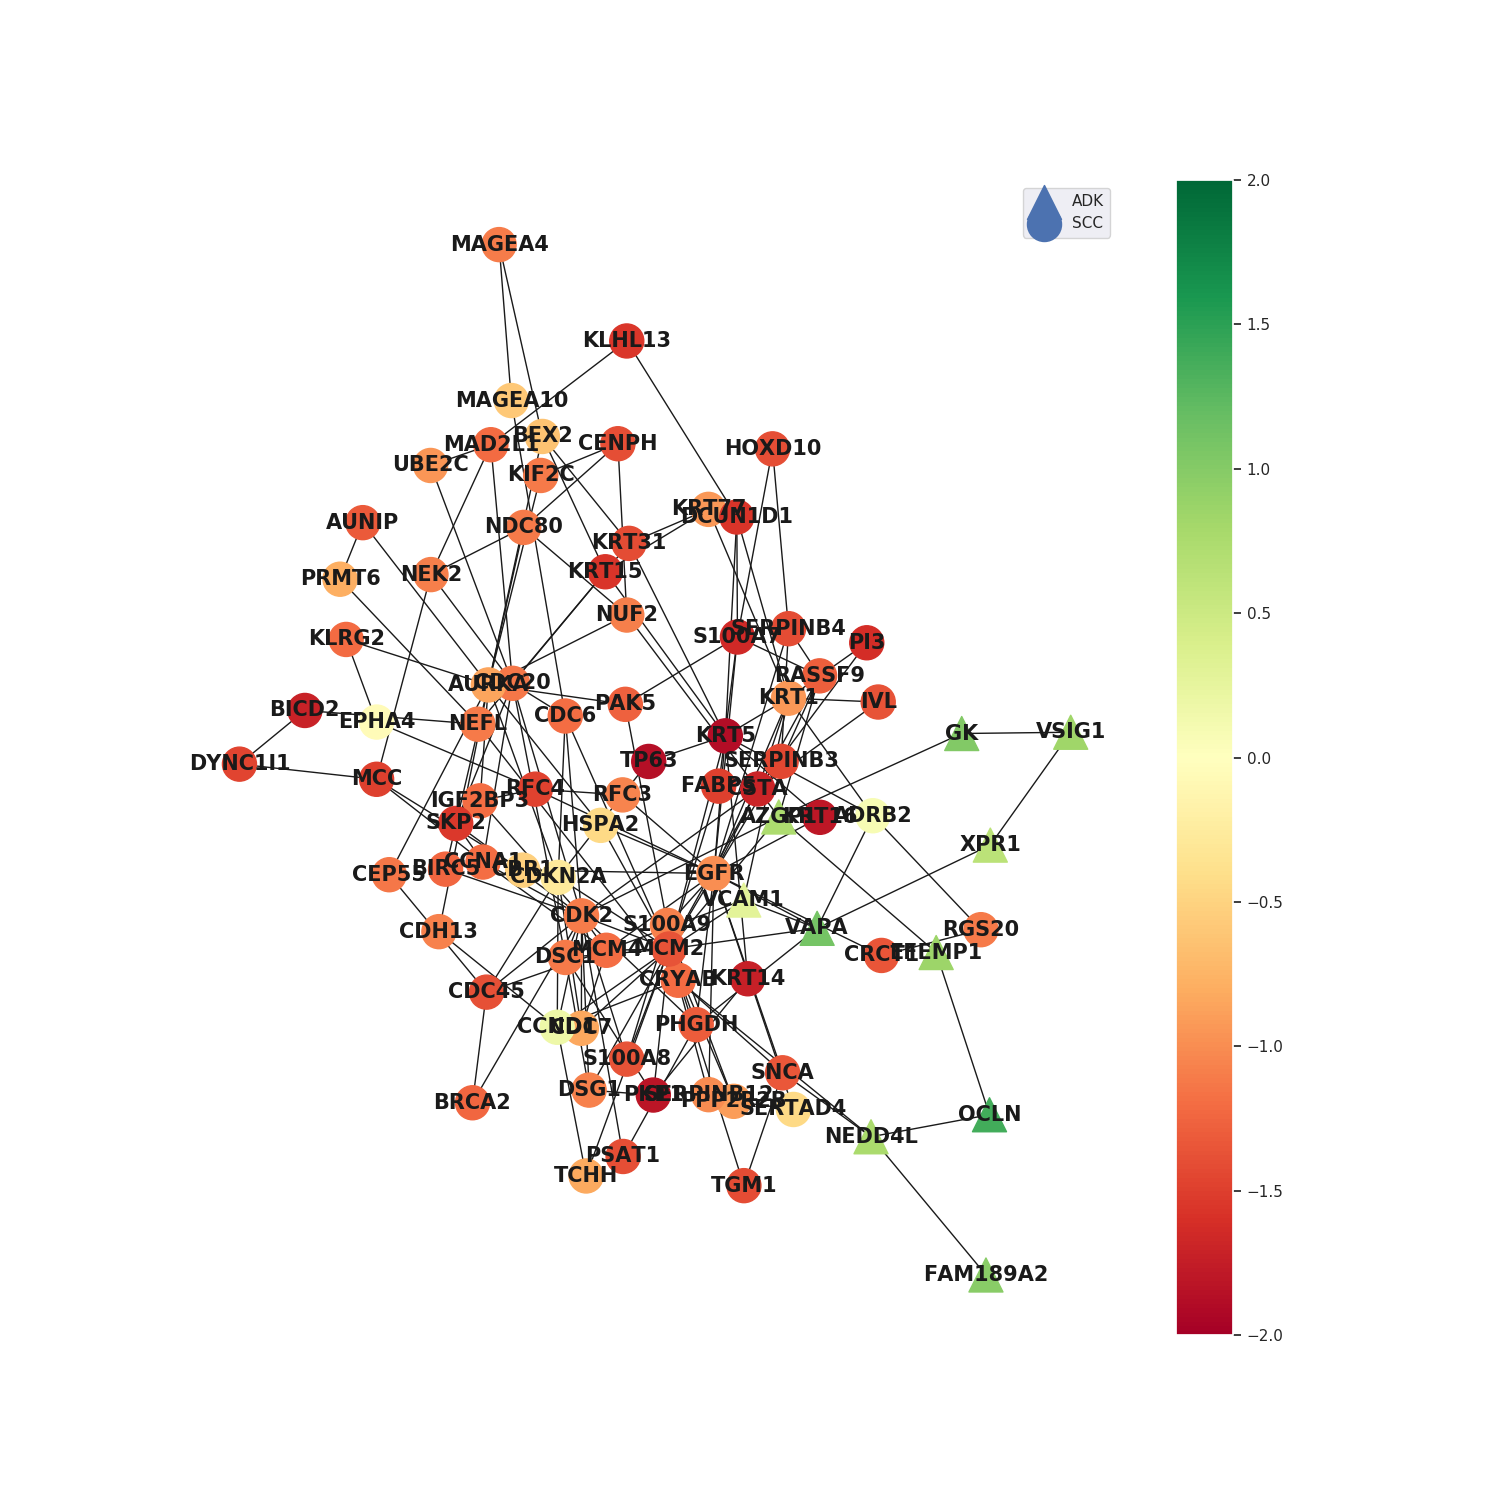 2.0
ADK
SCC
MAGEA4
1.5
KLHL13
MAGEA10
BEX2
MAD2L1
CENPH
HOXD10
UBE2C
KIF2C
1.0
KRT77
DCUN1D1
AUNIP
NDC80
KRT31
PRMT6
NEK2
KRT15
NUF2
0.5
KLRG2
S100A7
SERPINB4
PI3
RASSF9
AURKA
CDC20
KRT1
IVL
PAK5
BICD2
EPHA4
NEFL
CDC6
KRT5
GK
VSIG1
DYNC1I1
TP63
SERPINB3
0.0
MCC
RFC4
RFC3
FABP5
CSTA
IGF2BP3
SKP2
HSPA2
AZGP1
KRT16
ADRB2
XPR1
CEP55
BIRC5
CCNA1
CDKN2A
EGFR
VCAM1
−0.5
CDK2
S100A9
VAPA
CDH13
RGS20
DSC1
MCM4
MCM2
CRCT1
CRYAB
KRT14
CDC45
CCND1
CDC7
PHGDH
−1.0
S100A8
SNCA
DSG1
SERPINB12
PPP2R2B
SERTAD4
BRCA2
OCLN
NEDD4L
PSAT1
TCHH
TGM1
−1.5
FAM189A2
−2.0